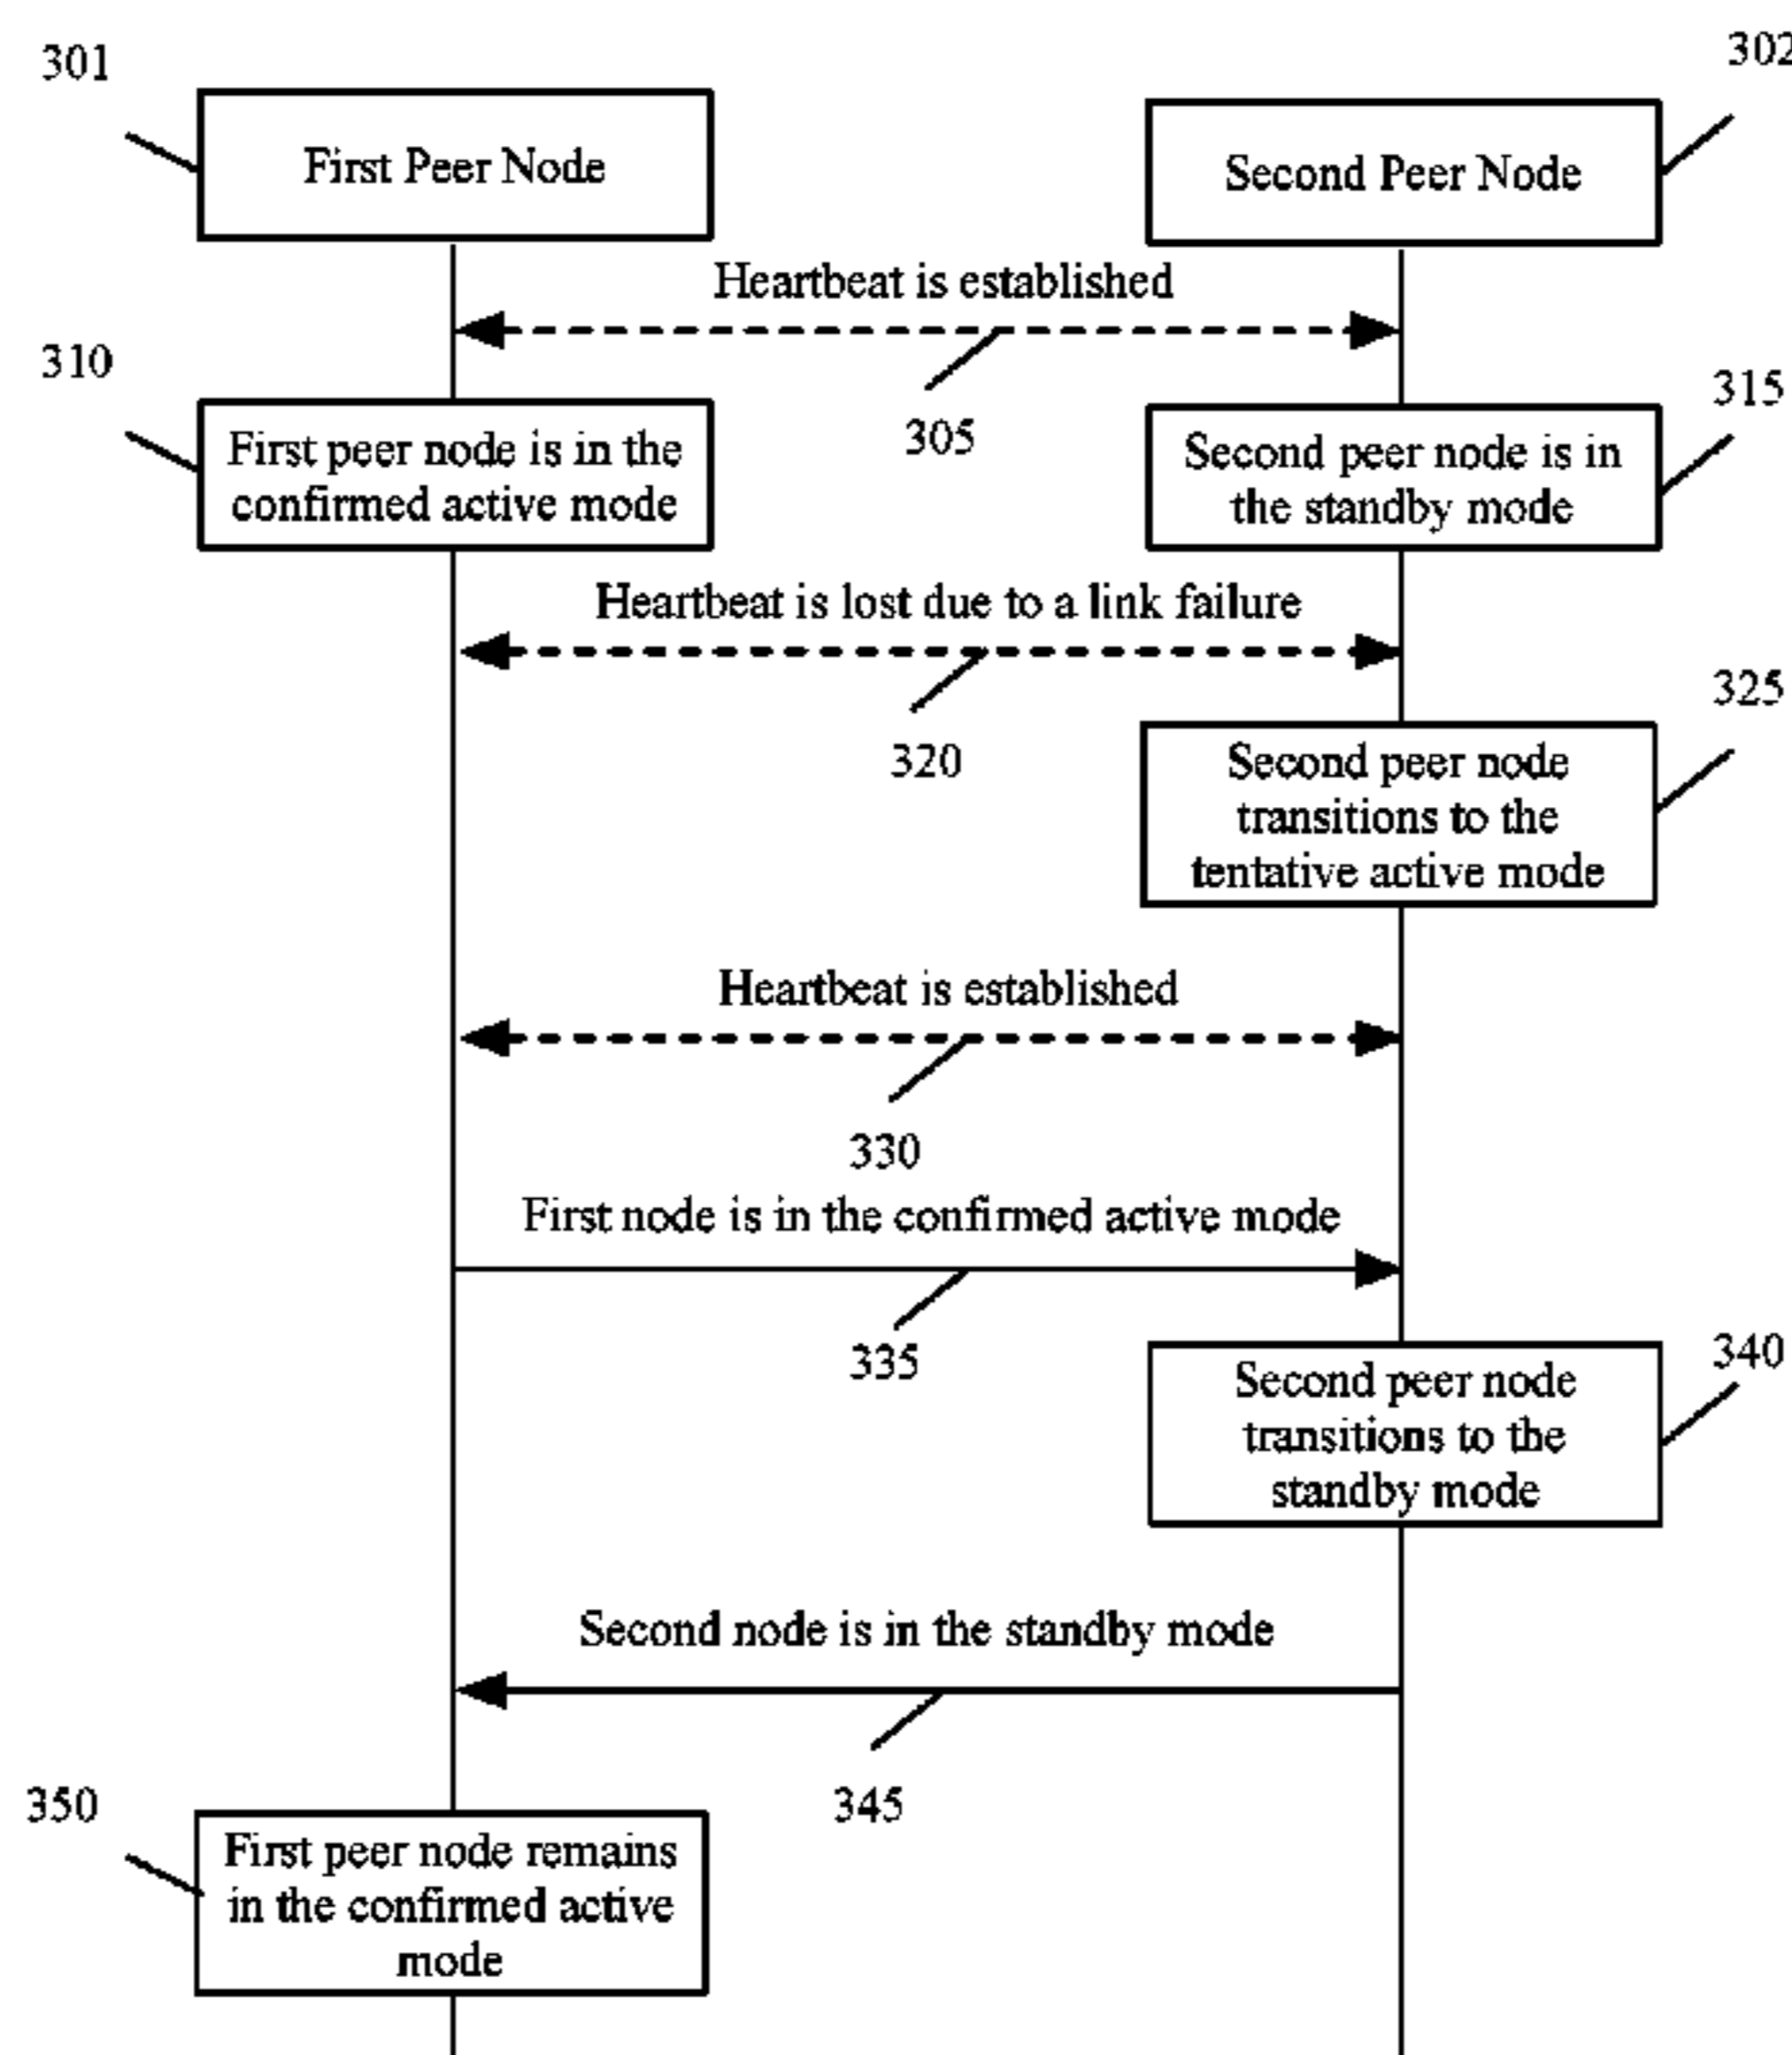 301
302
First Peer Node
Second Peer Node
Heartbeat is established
305
310
315
First peer node is in the
confirmed active mode
Second peer node is in
the standby mode
Heartbeat is lost due to a link failure
320
325
Second peer node
transitions to the
tentative active mode
Heartbeat is established
330
First node is in the confirmed active mode
335
340
Second peer node
transitions to the
standby mode
Second node is in the standby mode
345
350
First peer node remains
in the confirmed active
mode